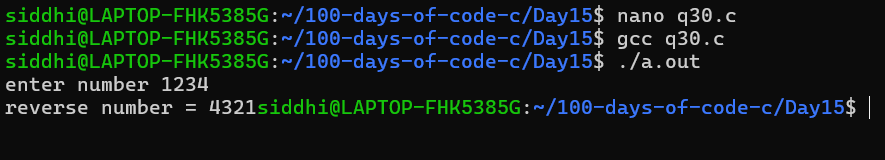 siddhi@LAPTOP-FHK5385G:~/100-days-of-code-c/Day15$ nano q30.c
siddhi@LAPTOP-FHK5385G:~/100-days-of-code-c/Day15$ gcc q30.c
siddhi@LAPTOP-FHK5385G:~/100-days-of-code-c/Day15$ ./a.out
enter number 1234
reverse number = 4321siddhi@LAPTOP-FHK5385G:~/100-days-of-code-c/Day15$